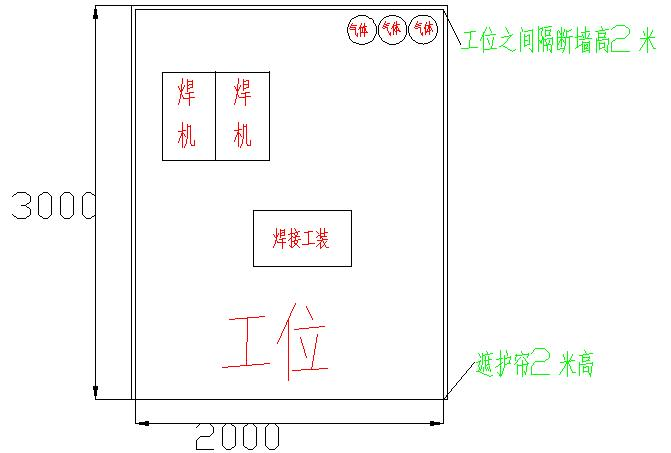 气体 气体 气体
工位之间隔断墙高2 米
焊机 焊机
3000
焊接工装
工位
遮护帘2 米高
2000